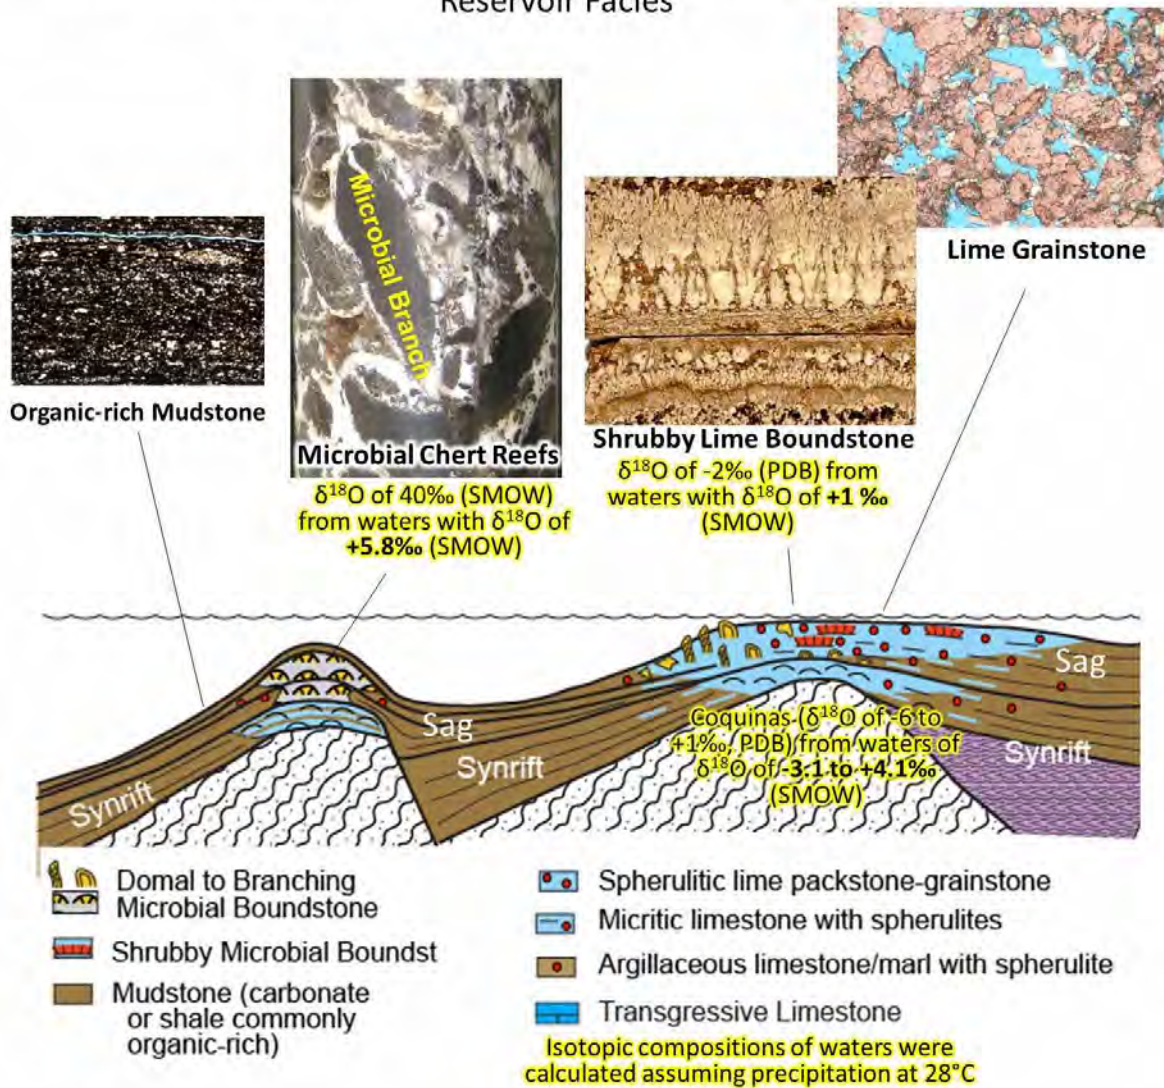 Reservoir Facies
Microbial Branch
Lime Grainstone
Organic-rich Mudstone
Microbial Chert Reefs
δ¹⁸O of 40‰ (SMOW)
from waters with δ¹⁸O of
+5.8‰ (SMOW)
Shrubby Lime Boundstone
δ¹⁸O of -2‰ (PDB) from
waters with δ¹⁸O of +1 ‰
(SMOW)
Sag
Sag
Synrift
Synrift
Synrift
Coquinas (δ¹⁸O of -6 to
+1‰, PDB) from waters of
δ¹⁸O of -3.1 to +4.1‰
(SMOW)
Domal to Branching
Microbial Boundstone
Shrubby Microbial Boundst
Mudstone (carbonate
or shale commonly
organic-rich)
Spherulitic lime packstone-grainstone
Micritic limestone with spherulites
Argillaceous limestone/marl with spherulite
Transgressive Limestone
Isotopic compositions of waters were
calculated assuming precipitation at 28°C